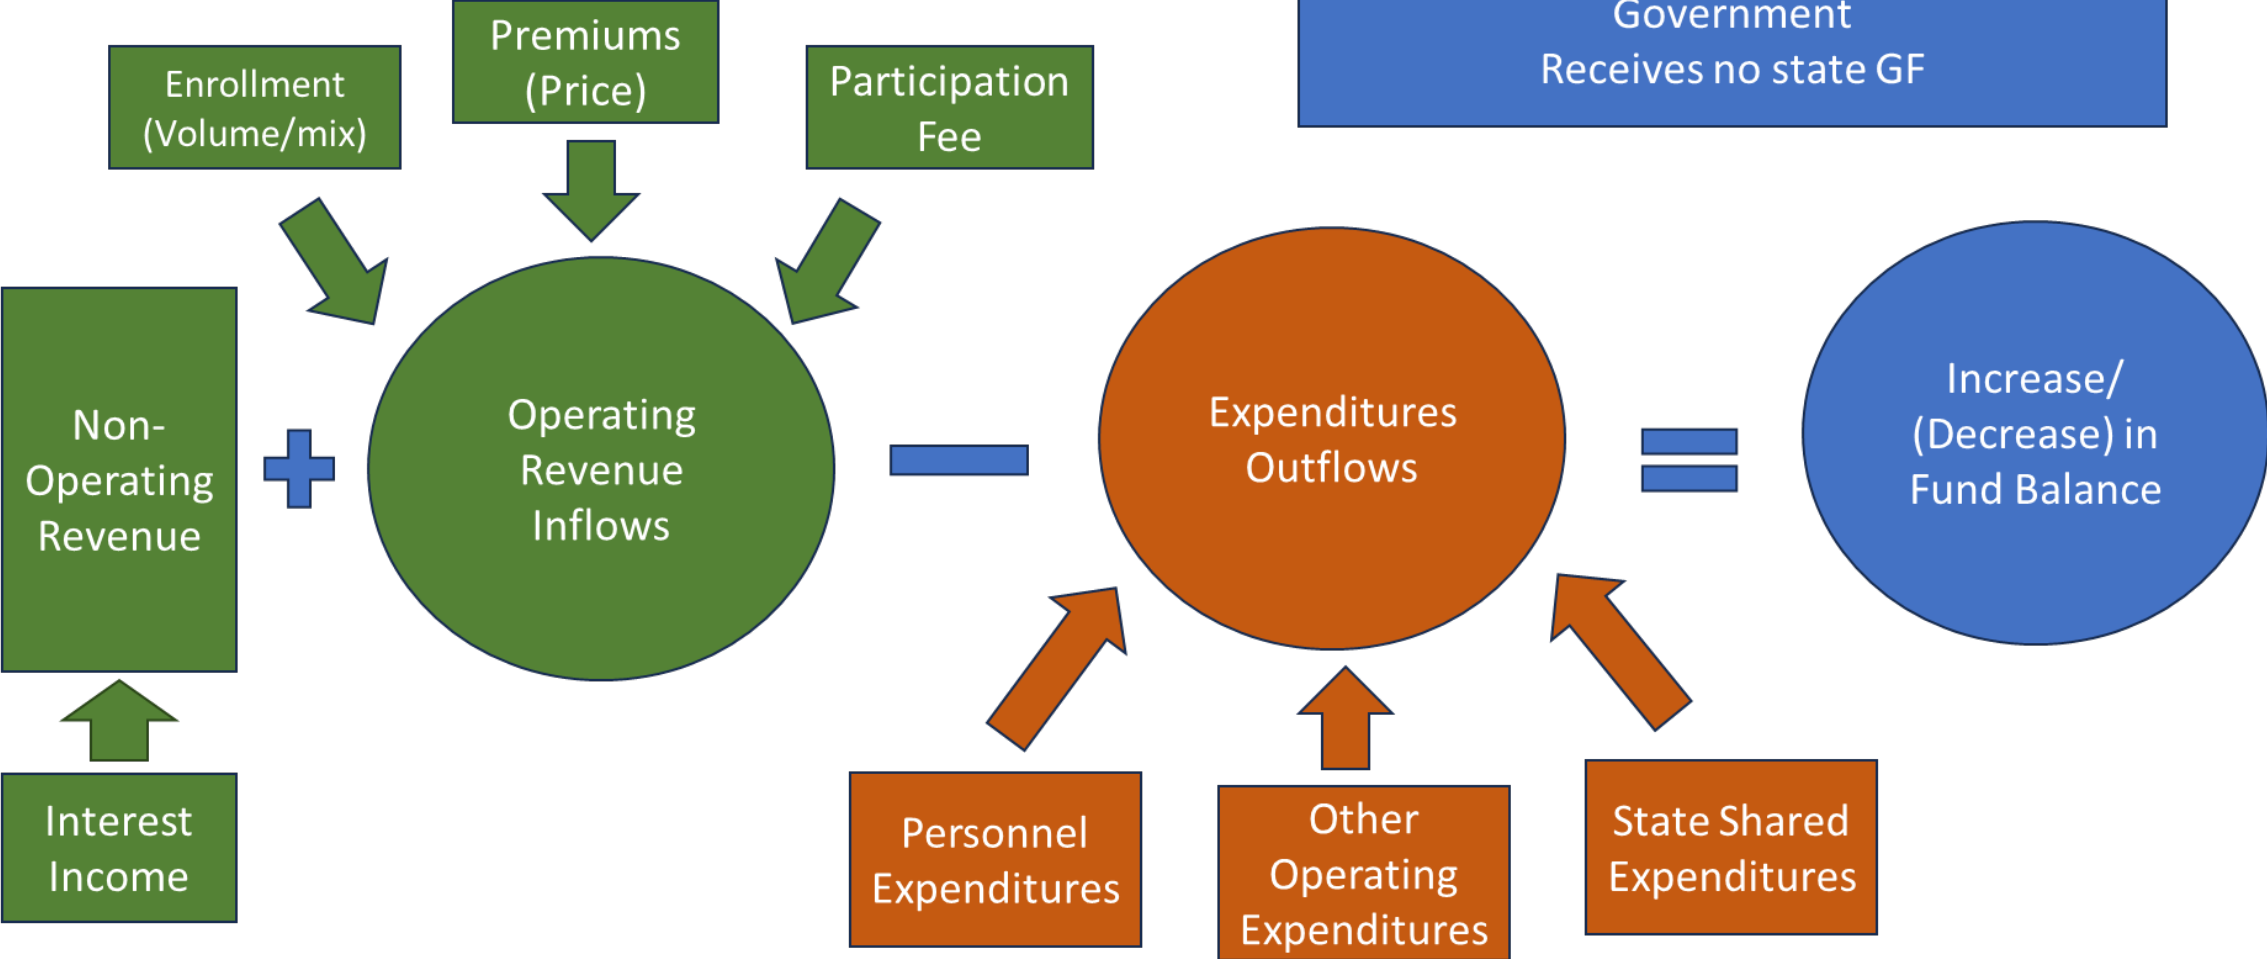 Premiums
(Price)
Government
Receives no state GF
Enrollment
(Volume/mix)
Participation
Fee
Non-
Operating
Revenue
Operating
Revenue
Inflows
Expenditures
Outflows
Increase/
(Decrease) in
Fund Balance
Interest
Income
Personnel
Expenditures
Other
Operating
Expenditures
State Shared
Expenditures